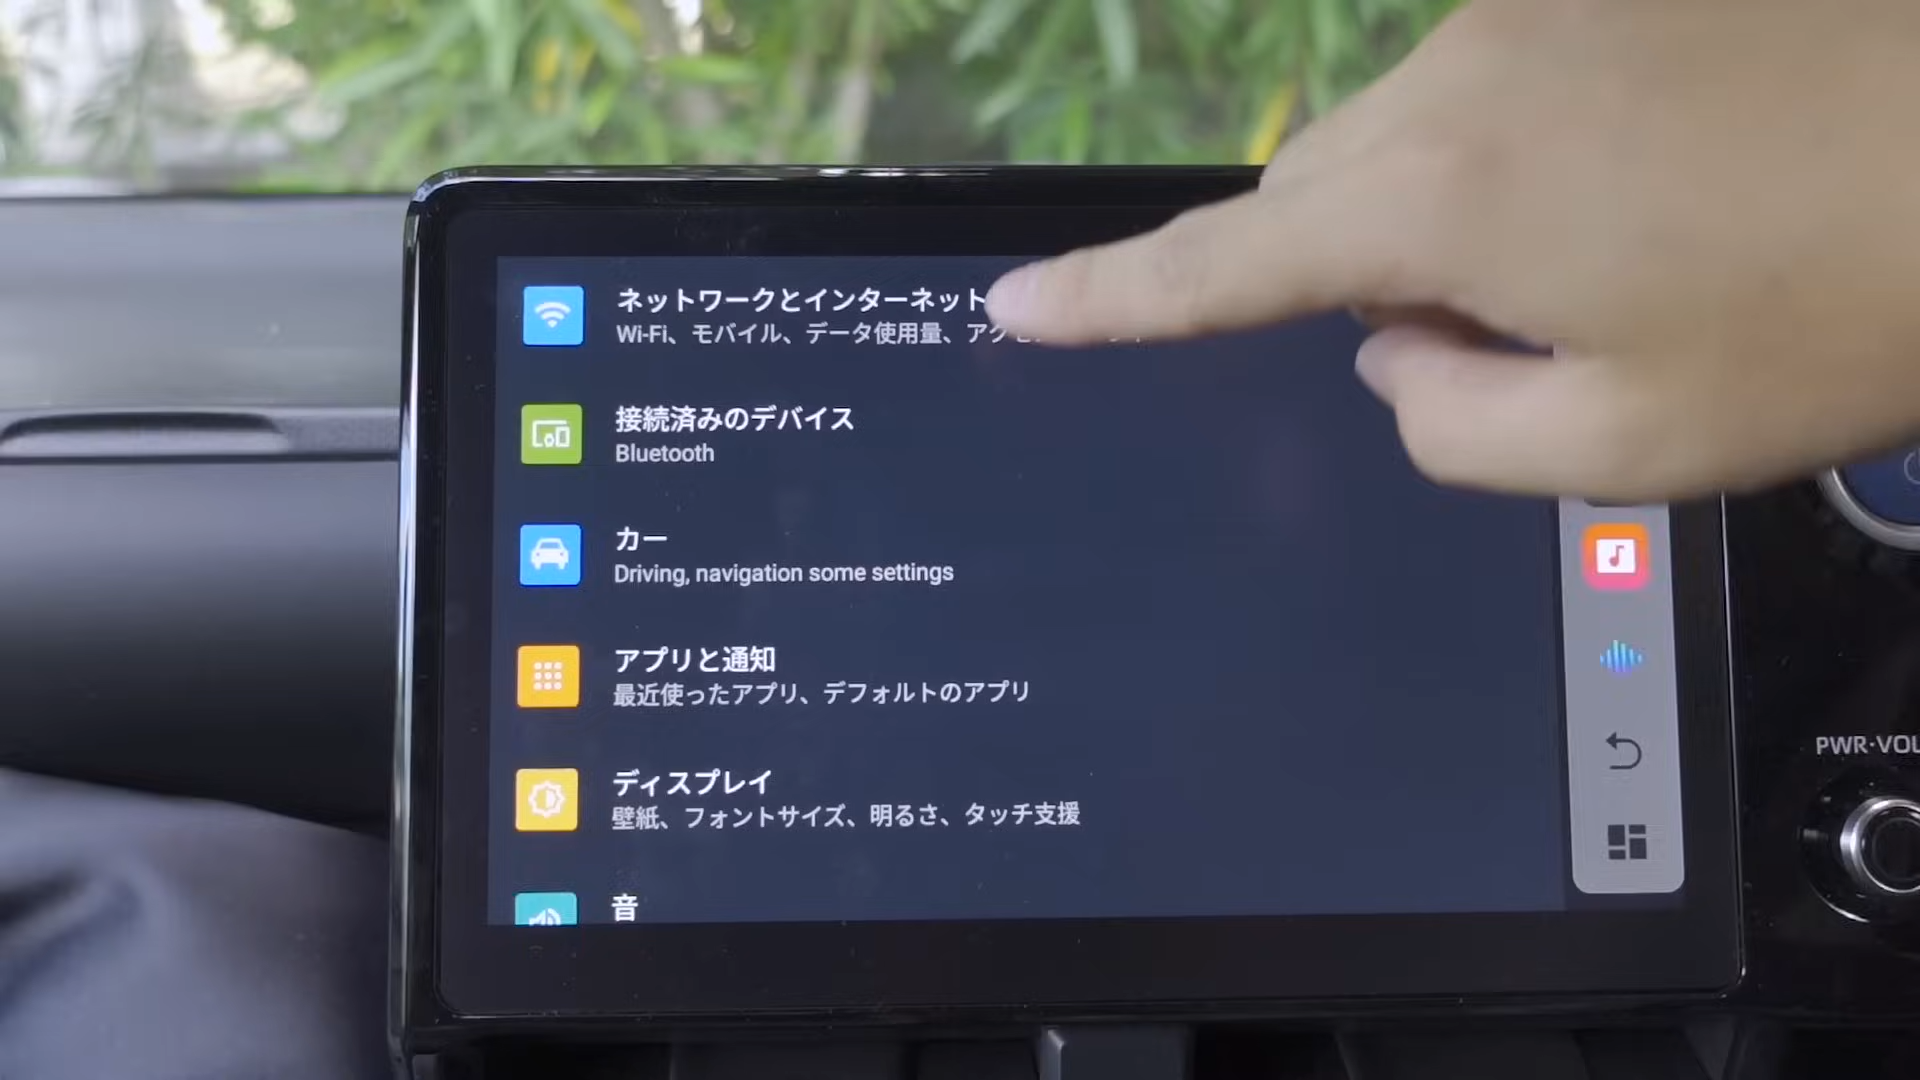 ネットワークとインターネット
Wi-Fi、モバイル、データ使用量、アク
接続済みのデバイス
Bluetooth
カー
Driving, navigation some settings
アプリと通知
最近使ったアプリ、デフォルトのアプリ
ディスプレイ
壁紙、フォントサイズ、明るさ、タッチ支援
音
PWR·VOL